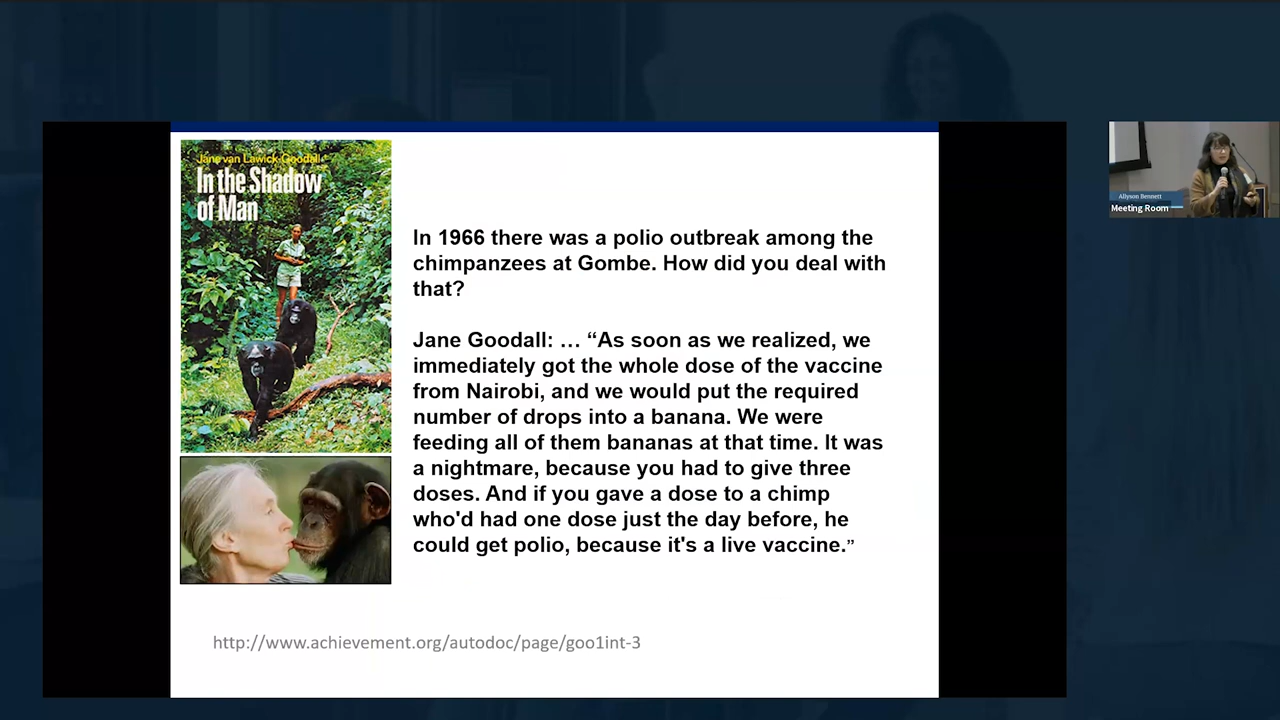 Jane van Lawick-Goodall
In the Shadow
of Man
In 1966 there was a polio outbreak among the
chimpanzees at Gombe. How did you deal with
that?
Jane Goodall: … “As soon as we realized, we
immediately got the whole dose of the vaccine
from Nairobi, and we would put the required
number of drops into a banana. We were
feeding all of them bananas at that time. It was
a nightmare, because you had to give three
doses. And if you gave a dose to a chimp
who'd had one dose just the day before, he
could get polio, because it's a live vaccine.”
http://www.achievement.org/autodoc/page/goo1int-3
Allyson Bennett
Meeting Room